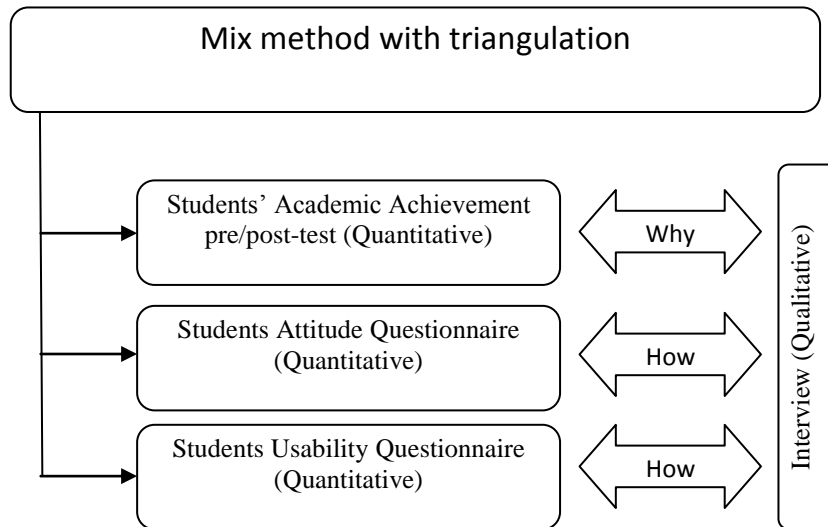 Mix method with triangulation
Students’ Academic Achievement
pre/post-test (Quantitative)
Why
Students Attitude Questionnaire
(Quantitative)
How
Students Usability Questionnaire
(Quantitative)
How
Interview (Qualitative)